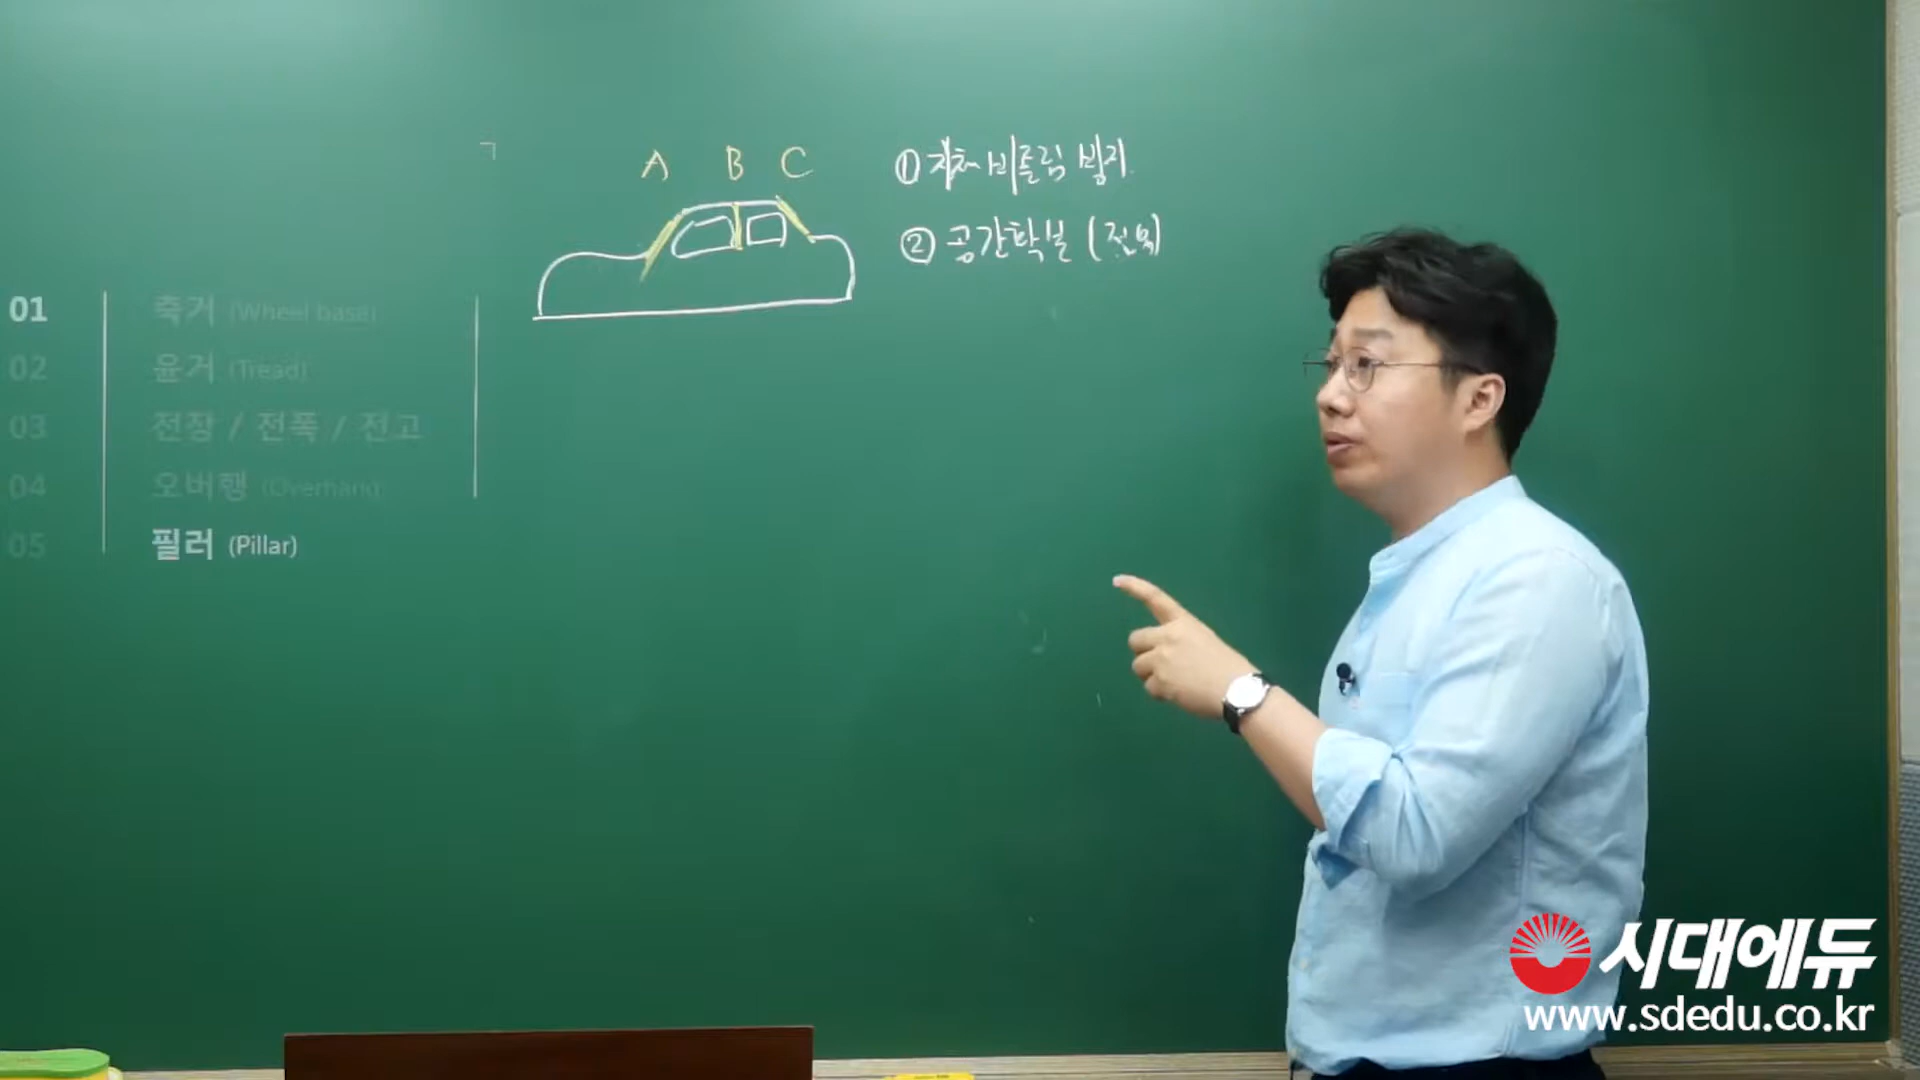 A B C
① 차체 비틀림 방지
② 공간확보 (전복)
01 축거 (Wheel base)
02 윤거 (Tread)
03 전장 / 전폭 / 전고
04 오버행 (Overhang)
05 필러 (Pillar)
시대에듀
www.sdedu.co.kr